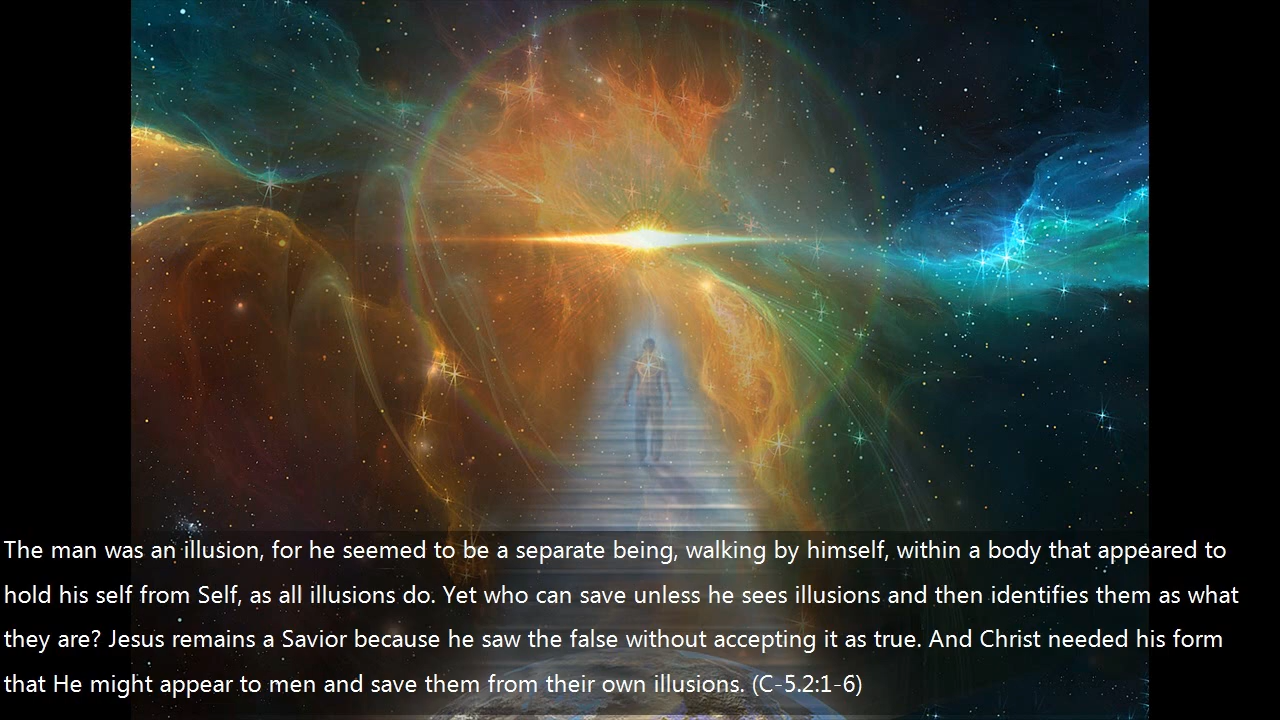 The man was an illusion, for he seemed to be a separate being, walking by himself, within a body that appeared to
hold his self from Self, as all illusions do. Yet who can save unless he sees illusions and then identifies them as what
they are? Jesus remains a Savior because he saw the false without accepting it as true. And Christ needed his form
that He might appear to men and save them from their own illusions. (C-5.2:1-6)